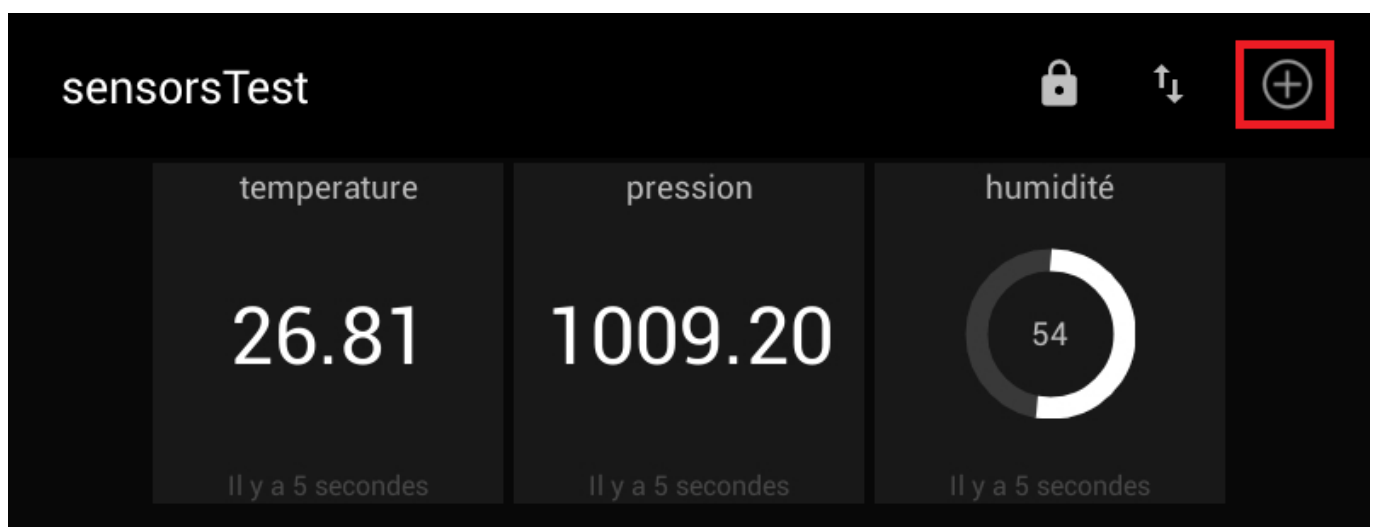 sensorsTest
temperature
pression
humidité
26.81
1009.20
54
Il y a 5 secondes
Il y a 5 secondes
Il y a 5 secondes